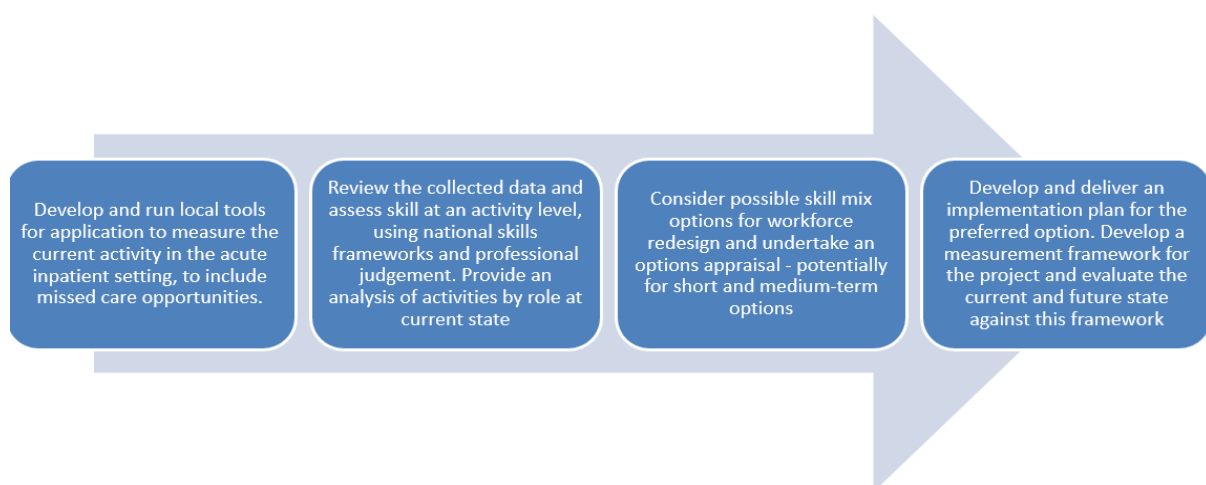 Develop and run local tools
for application to measure the
current activity in the acute
inpatient setting, to include
missed care opportunities.
Review the collected data and
assess skill at an activity level,
using national skills
frameworks and professional
judgement. Provide an
analysis of activities by role at
current state
Consider possible skill mix
options for workforce
redesign and undertake an
options appraisal - potentially
for short and medium-term
options
Develop and deliver an
implementation plan for the
preferred option. Develop a
measurement framework for
the project and evaluate the
current and future state
against this framework